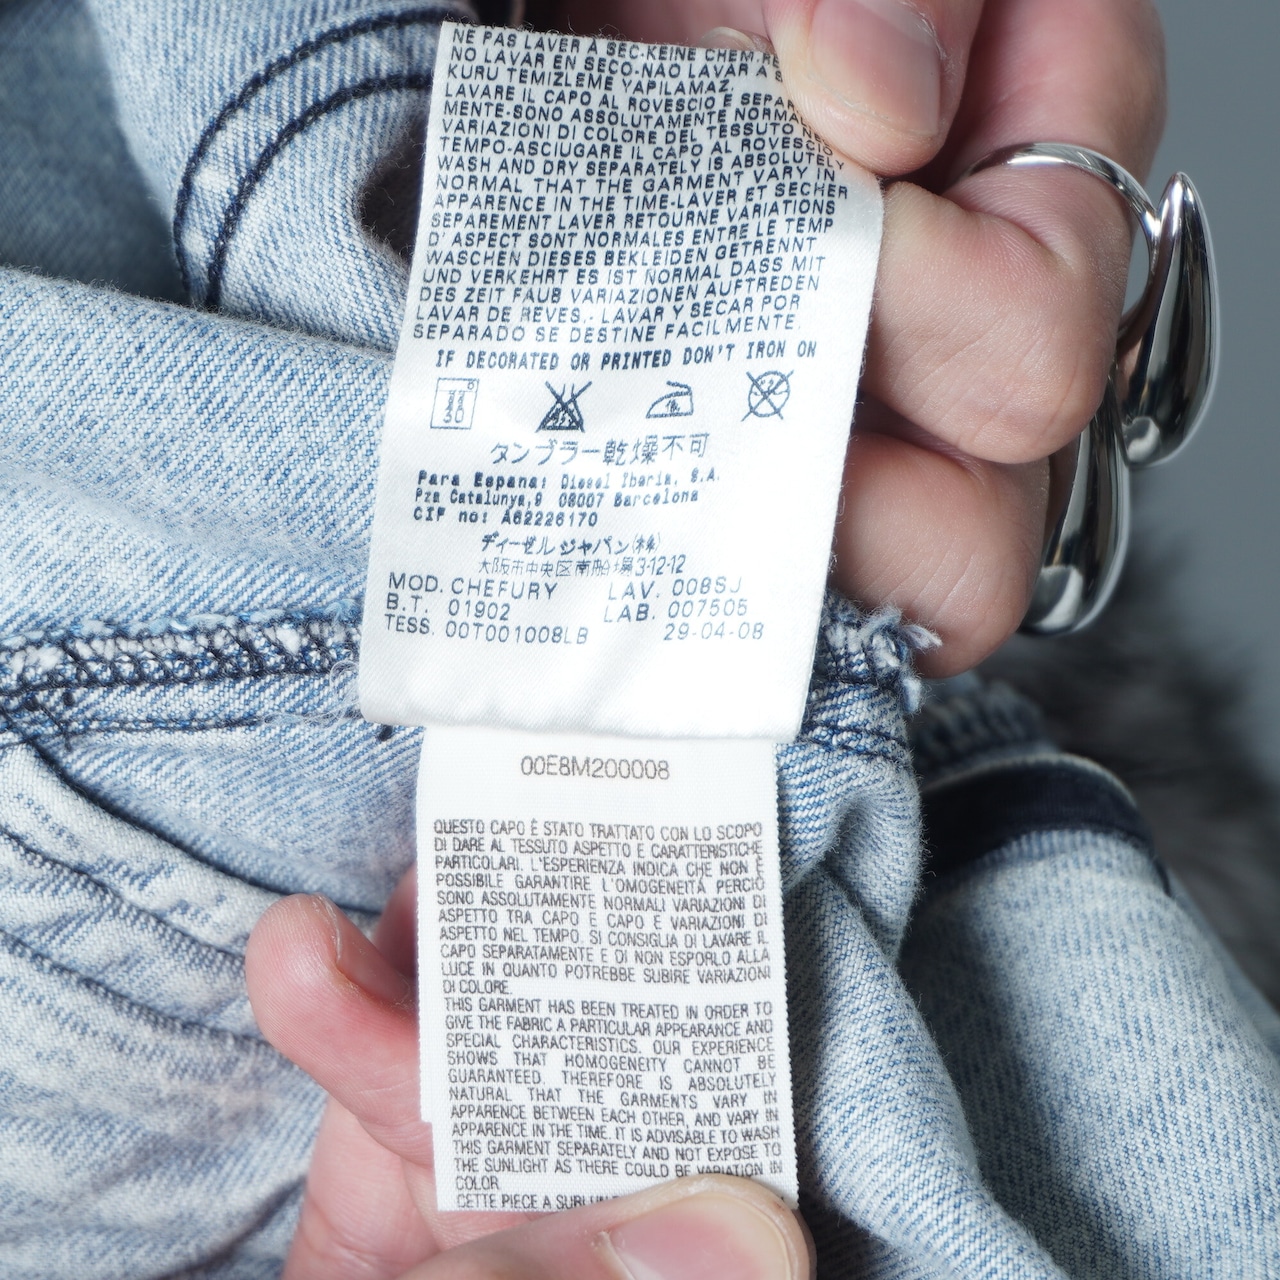 NE PAS LAVER A SEC-KEINE CHEM.RE
NO LAVAR EN SECO-NAO LAVAR A S
KURU TEMIZLEME YAPILAMAZ.
LAVARE IL CAPO AL ROVESCIO E SEPAR
MENTE-SONO ASSOLUTAMENTE NORMAL
VARIAZIONI DI COLORE DEL TESSUTO NE
TEMPO-ASCIUGARE IL CAPO AL ROVESCIO
WASH AND DRY SEPARATELY IS ABSOLUTELY
NORMAL THAT THE GARMENT VARY IN
APPARENCE IN THE TIME-LAVER ET SECHER
SEPAREMENT LAVER RETOURNE VARIATIONS
D'ASPECT SONT NORMALES ENTRE LE TEMP
WASCHEN DIESES BEKLEIDEN GETRENNT
UND VERKEHRT ES IST NORMAL DASS MIT
DES ZEIT FAUB VARIAZIONEN AUFTREDEN
LAVAR DE REVES.- LAVAR Y SECAR POR
SEPARADO SE DESTINE FACILMENTE.
IF DECORATED OR PRINTED DON'T IRON ON
30
タンブラー乾燥不可
Para Espana: Diesel Iberia, S.A.
Pza Catalunya,9 08007 Barcelona
CIF no: A62226170
ディーゼルジャパン(株)
大阪市中央区南船場3-12-12
MOD. CHEFURY LAV. 008SJ
B.T. 01902 LAB. 007505
TESS. 00T001008LB 29-04-08
00E8M200008
QUESTO CAPO È STATO TRATTATO CON LO SCOPO
DI DARE AL TESSUTO ASPETTO E CARATTERISTICHE
PARTICOLARI. L'ESPERIENZA INDICA CHE NON È
POSSIBILE GARANTIRE L'OMOGENEITÀ PERCIÒ
SONO ASSOLUTAMENTE NORMALI VARIAZIONI DI
ASPETTO TRA CAPO E CAPO E VARIAZIONI DI
ASPETTO NEL TEMPO. SI CONSIGLIA DI LAVARE IL
CAPO SEPARATAMENTE E DI NON ESPORLO ALLA
LUCE IN QUANTO POTREBBE SUBIRE VARIAZIONI
DI COLORE.
THIS GARMENT HAS BEEN TREATED IN ORDER TO
GIVE THE FABRIC A PARTICULAR APPEARANCE AND
SPECIAL CHARACTERISTICS. OUR EXPERIENCE
SHOWS THAT HOMOGENEITY CANNOT BE
GUARANTEED. THEREFORE IS ABSOLUTELY
NATURAL THAT THE GARMENTS VARY IN
APPARENCE BETWEEN EACH OTHER, AND VARY IN
APPARENCE IN THE TIME. IT IS ADVISABLE TO WASH
THIS GARMENT SEPARATELY AND NOT EXPOSE TO
THE SUNLIGHT AS THERE COULD BE VARIATION IN
COLOR.
CETTE PIECE A SUBI UN